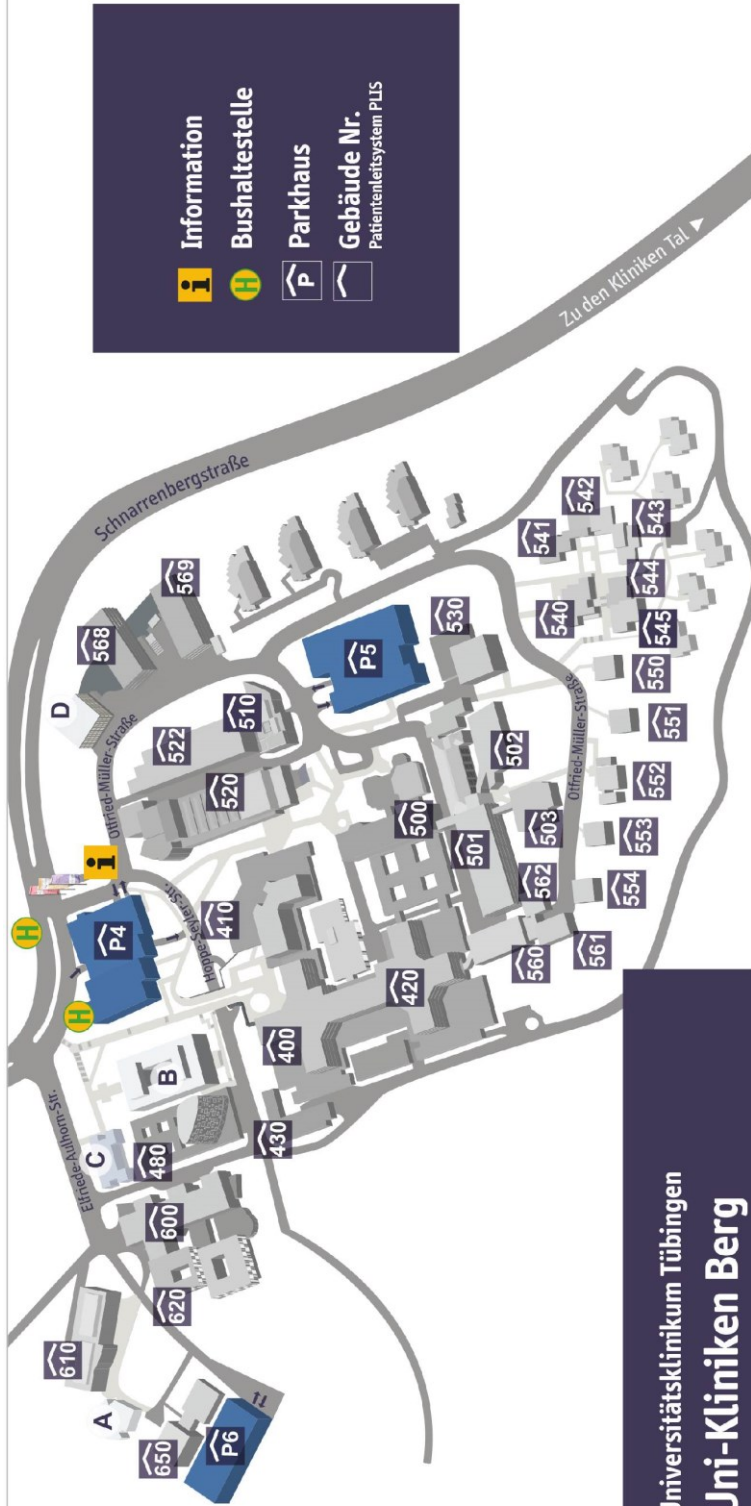 Information
Bushaltestelle
Parkhaus
Gebäude Nr.
Patientenleitsystem PLIS
i
H
P
Zu den Kliniken Tal
Schnarrenbergstraße
Otfried-Müller-Straße
Otfried-Müller-Straße
Hope-Seyler-Str.
Elfriede-Aulhorn-Str.
H
H
i
D
568
569
522
510
520
P5
530
P4
410
500
501
502
503
562
560
561
541
542
543
540
544
545
550
551
552
553
554
400
420
430
B
C
480
600
620
610
A
650
P6
niversitätsklinikum Tübingen
Uni-Kliniken Berg